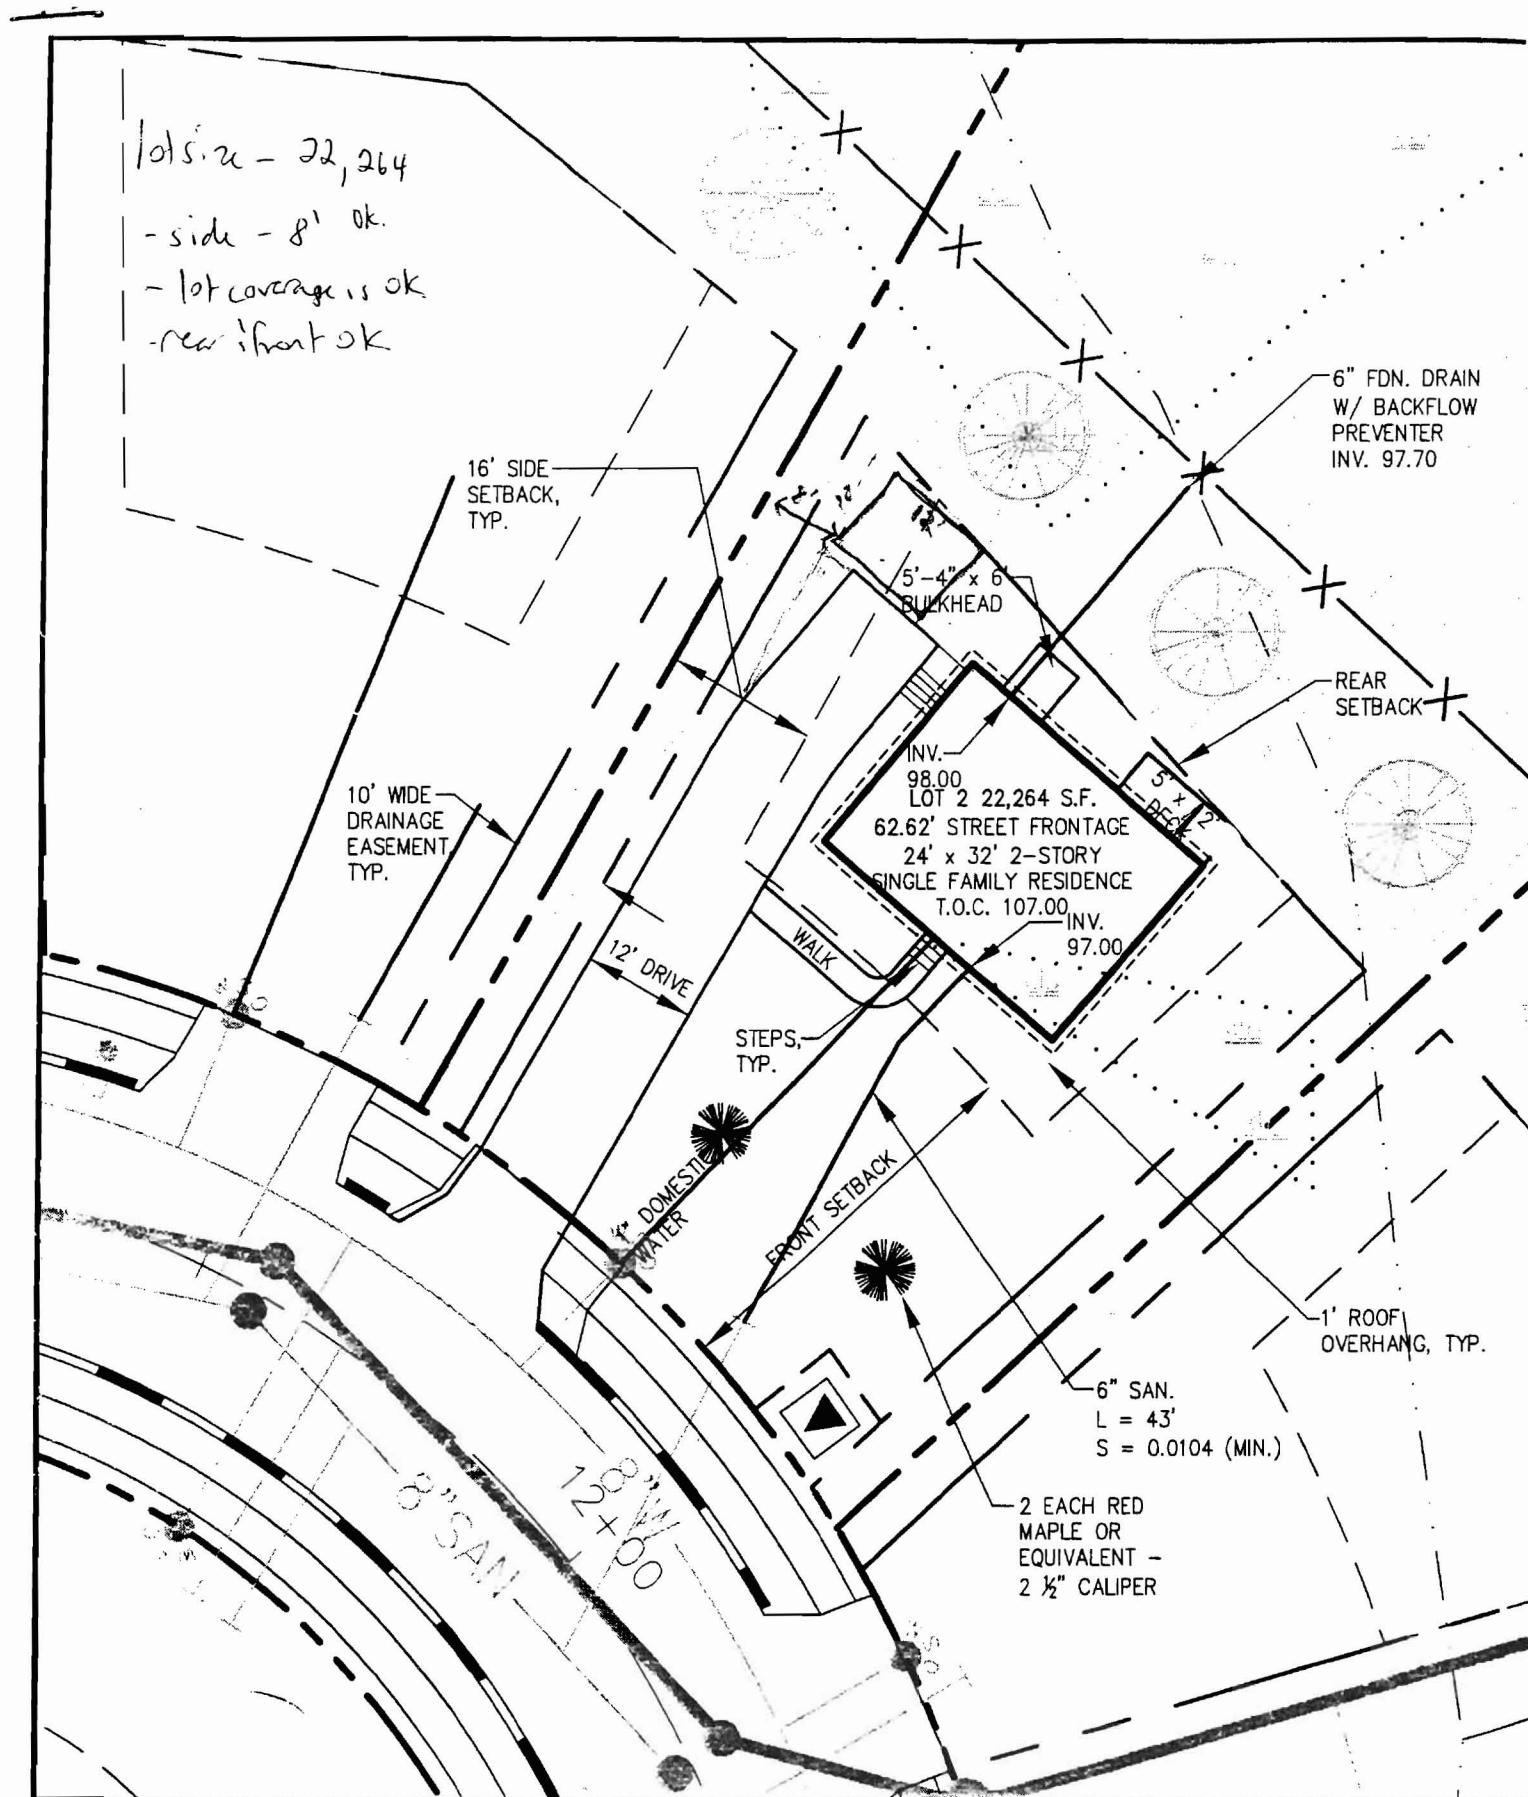 lot size - 22,264
- side - 8' ok.
- lot coverage is ok
- rear & front ok
6" FDN. DRAIN
W/ BACKFLOW
PREVENTER
INV. 97.70
16' SIDE
SETBACK,
TYP.
8'
5'-4" x 6'
BULKHEAD
REAR
SETBACK
10' WIDE
DRAINAGE
EASEMENT,
TYP.
INV.
98.00
5' x 12'
DECK
LOT 2 22,264 S.F.
62.62' STREET FRONTAGE
24' x 32' 2-STORY
SINGLE FAMILY RESIDENCE
T.O.C. 107.00
INV.
97.00
WALK
12' DRIVE
STEPS,
TYP.
DOMESTIC
WATER
FRONT SETBACK
1' ROOF
OVERHANG, TYP.
6" SAN.
L = 43'
S = 0.0104 (MIN.)
8" W
12+00
8" SAN
2 EACH RED
MAPLE OR
EQUIVALENT -
2 ½" CALIPER